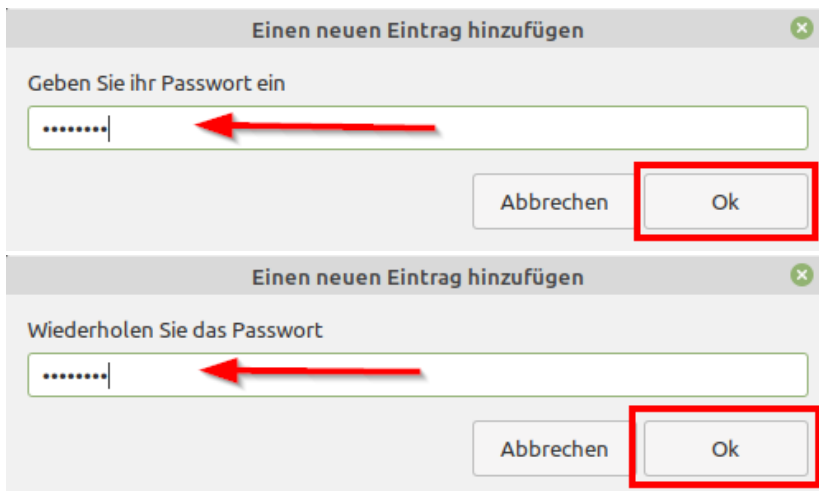 Einen neuen Eintrag hinzufügen
Geben Sie ihr Passwort ein
••••••••
Abbrechen Ok
Einen neuen Eintrag hinzufügen
Wiederholen Sie das Passwort
••••••••
Abbrechen Ok